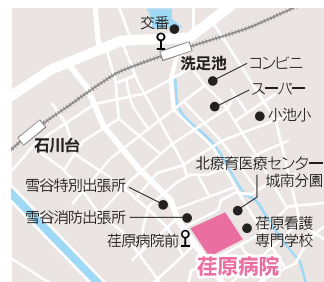 交番
洗足池
コンビニ
スーパー
小池小
石川台
北療育医療センター
城南分園
雪谷特別出張所
雪谷消防出張所
荏原病院前
荏原看護
専門学校
荏原病院